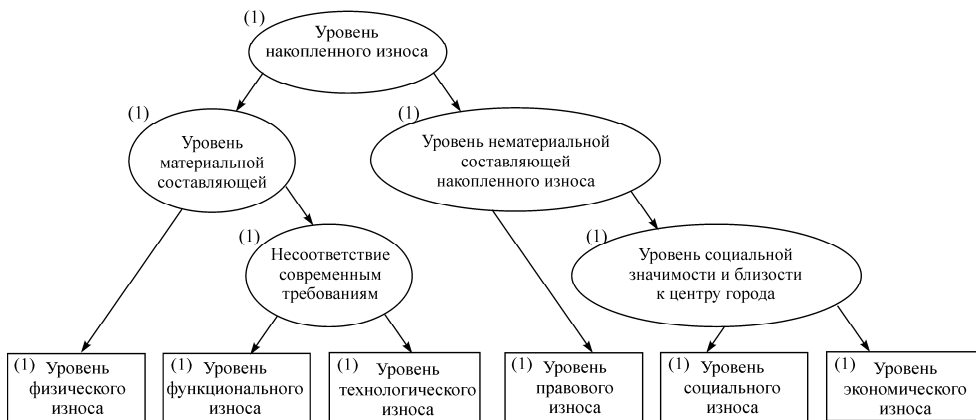 (1)
Уровень
накопленного износа
(1)
Уровень
материальной
составляющей
(1)
Уровень нематериальной
составляющей
накопленного износа
(1)
Несоответствие
современным
требованиям
(1)
Уровень социальной
значимости и близости
к центру города
(1) Уровень
физического
износа
(1) Уровень
функционального
износа
(1) Уровень
технологического
износа
(1) Уровень
правового
износа
(1) Уровень
социального
износа
(1) Уровень
экономического
износа